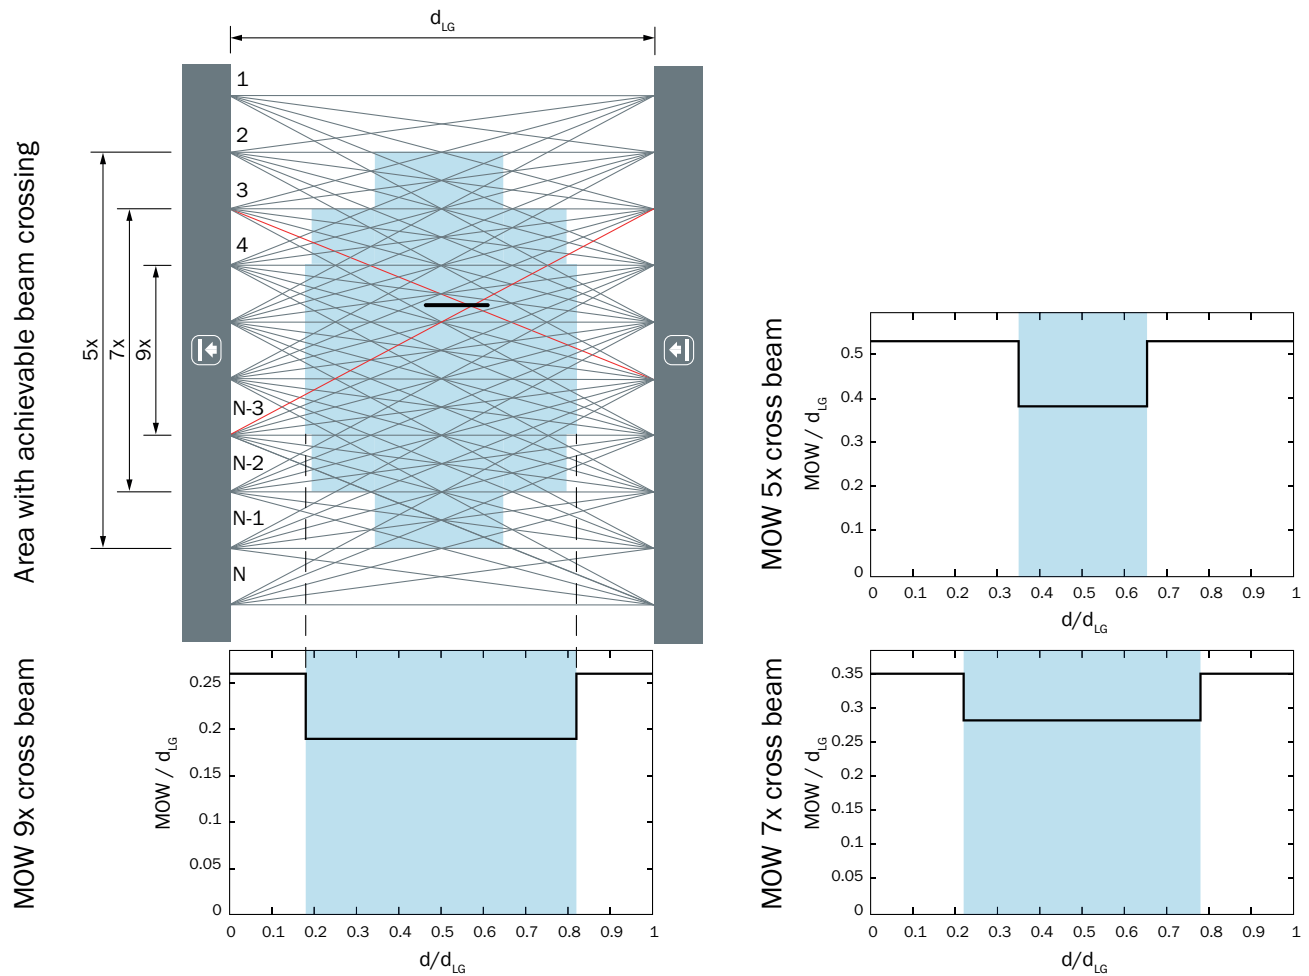 d_LG
Area with achievable beam crossing
5x
7x
9x
1
2
3
4
N-3
N-2
N-1
N
MOW 5x cross beam
MOW / d_LG
0.5
0.4
0.3
0.2
0.1
0
0 0.1 0.2 0.3 0.4 0.5 0.6 0.7 0.8 0.9 1
d/d_LG
MOW 9x cross beam
MOW / d_LG
0.25
0.2
0.15
0.1
0.05
0
0 0.1 0.2 0.3 0.4 0.5 0.6 0.7 0.8 0.9 1
d/d_LG
MOW 7x cross beam
MOW / d_LG
0.35
0.3
0.25
0.2
0.15
0.1
0.05
0
0 0.1 0.2 0.3 0.4 0.5 0.6 0.7 0.8 0.9 1
d/d_LG